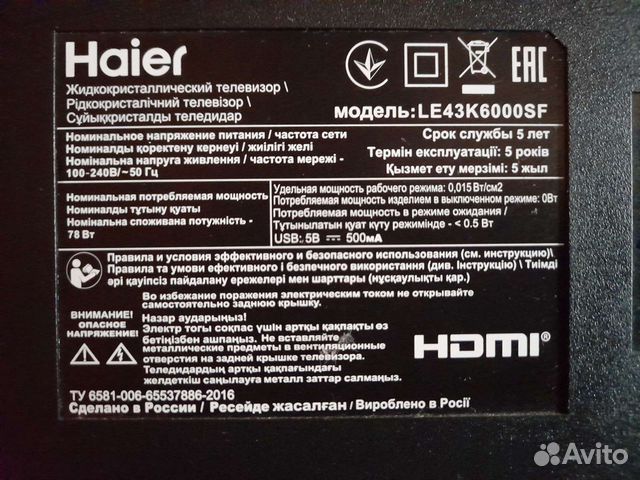 Haier
EAC
Жидкокристаллический телевизор \
Рідкокристалічний телевізор \
Сұйықкристалды теледидар
модель:LE43K6000SF
Номинальное напряжение питания / частота сети
Номиналды қоректену кернеуі / жиілігі желі
Номінальна напруга живлення / частота мережі -
100-240В/~50 Гц
Срок службы 5 лет
Термін експлуатації: 5 років
Қызмет ету мерзімі: 5 жыл
Номинальная потребляемая мощность
Номиналды тұтыну қуаты
Номінальна споживана потужність -
78 Вт
Удельная мощность рабочего режима: 0,015 Вт/см2
Потребляемая мощность изделием в выключенном режиме: 0Вт
Потребляемая мощность в режиме ожидания /
Тұтынылатын қуат күту режимінде - < 0.5 Вт
USB: 5В 500мА
Правила и условия эффективного и безопасного использования (см. инструкцию)\
Правила та умови ефективного і безпечного використання (див. Інструкцію) \ Тиімді
әрі қауіпсіз пайдалану ережелері мен шарттары (нұсқаулықты қар.)
ВНИМАНИЕ!
ОПАСНОЕ
НАПРЯЖЕНИЕ!
Во избежание поражения электрическим током не открывайте
самостоятельно заднюю крышку.
Назар аударыңыз!
Электр тогы соқпас үшін артқы қақпақты өз
бетіңізбен ашпаңыз. Не вставляйте
металлические предметы в вентиляционные
отверстия на задней крышке телевизора.
Теледидардың артқы қақпағындағы
желдеткіш саңылауға металл заттар салмаңыз.
HDMI®
ТУ 6581-006-65537886-2016
Сделано в России / Ресейде жасалған / Вироблено в Росії
Avito